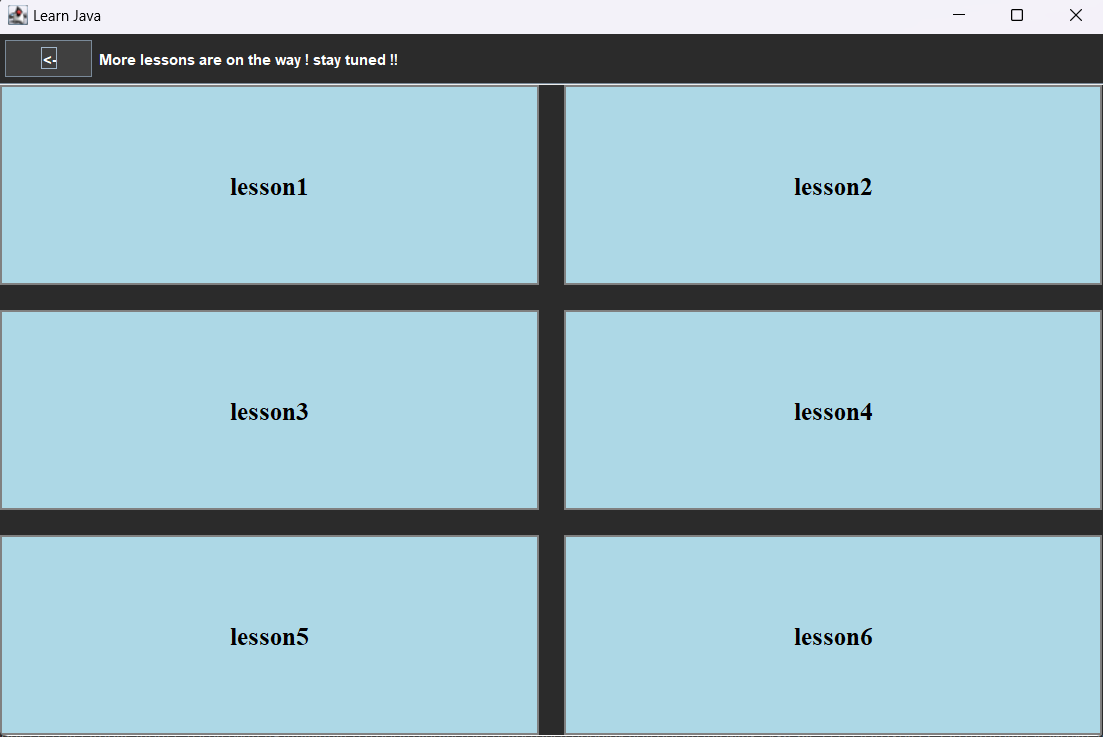 Learn Java
<- More lessons are on the way ! stay tuned !!
lesson1 lesson2
lesson3 lesson4
lesson5 lesson6